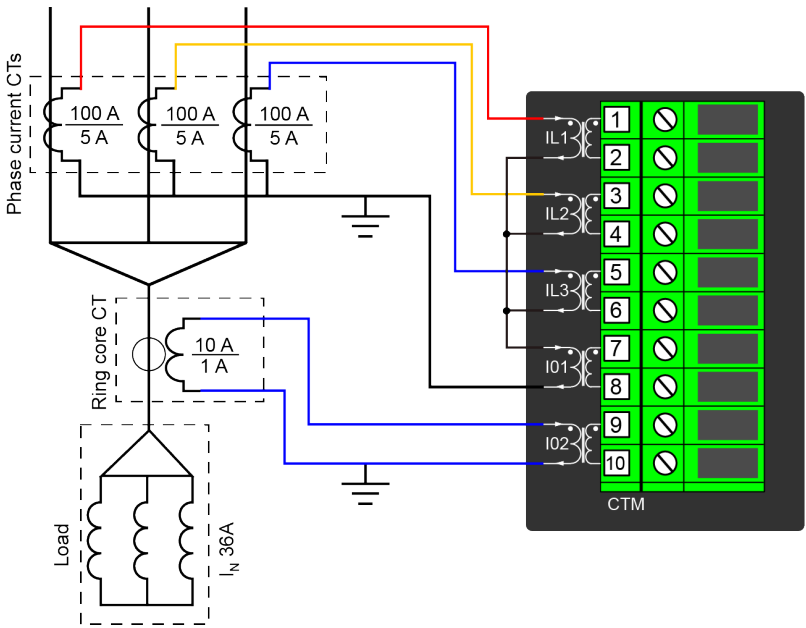 Phase current CTs
100 A
5 A
100 A
5 A
100 A
5 A
IL1
1
2
IL2
3
4
IL3
5
6
I01
7
8
I02
9
10
CTM
Ring core CT
10 A
1 A
Load
IN 36A